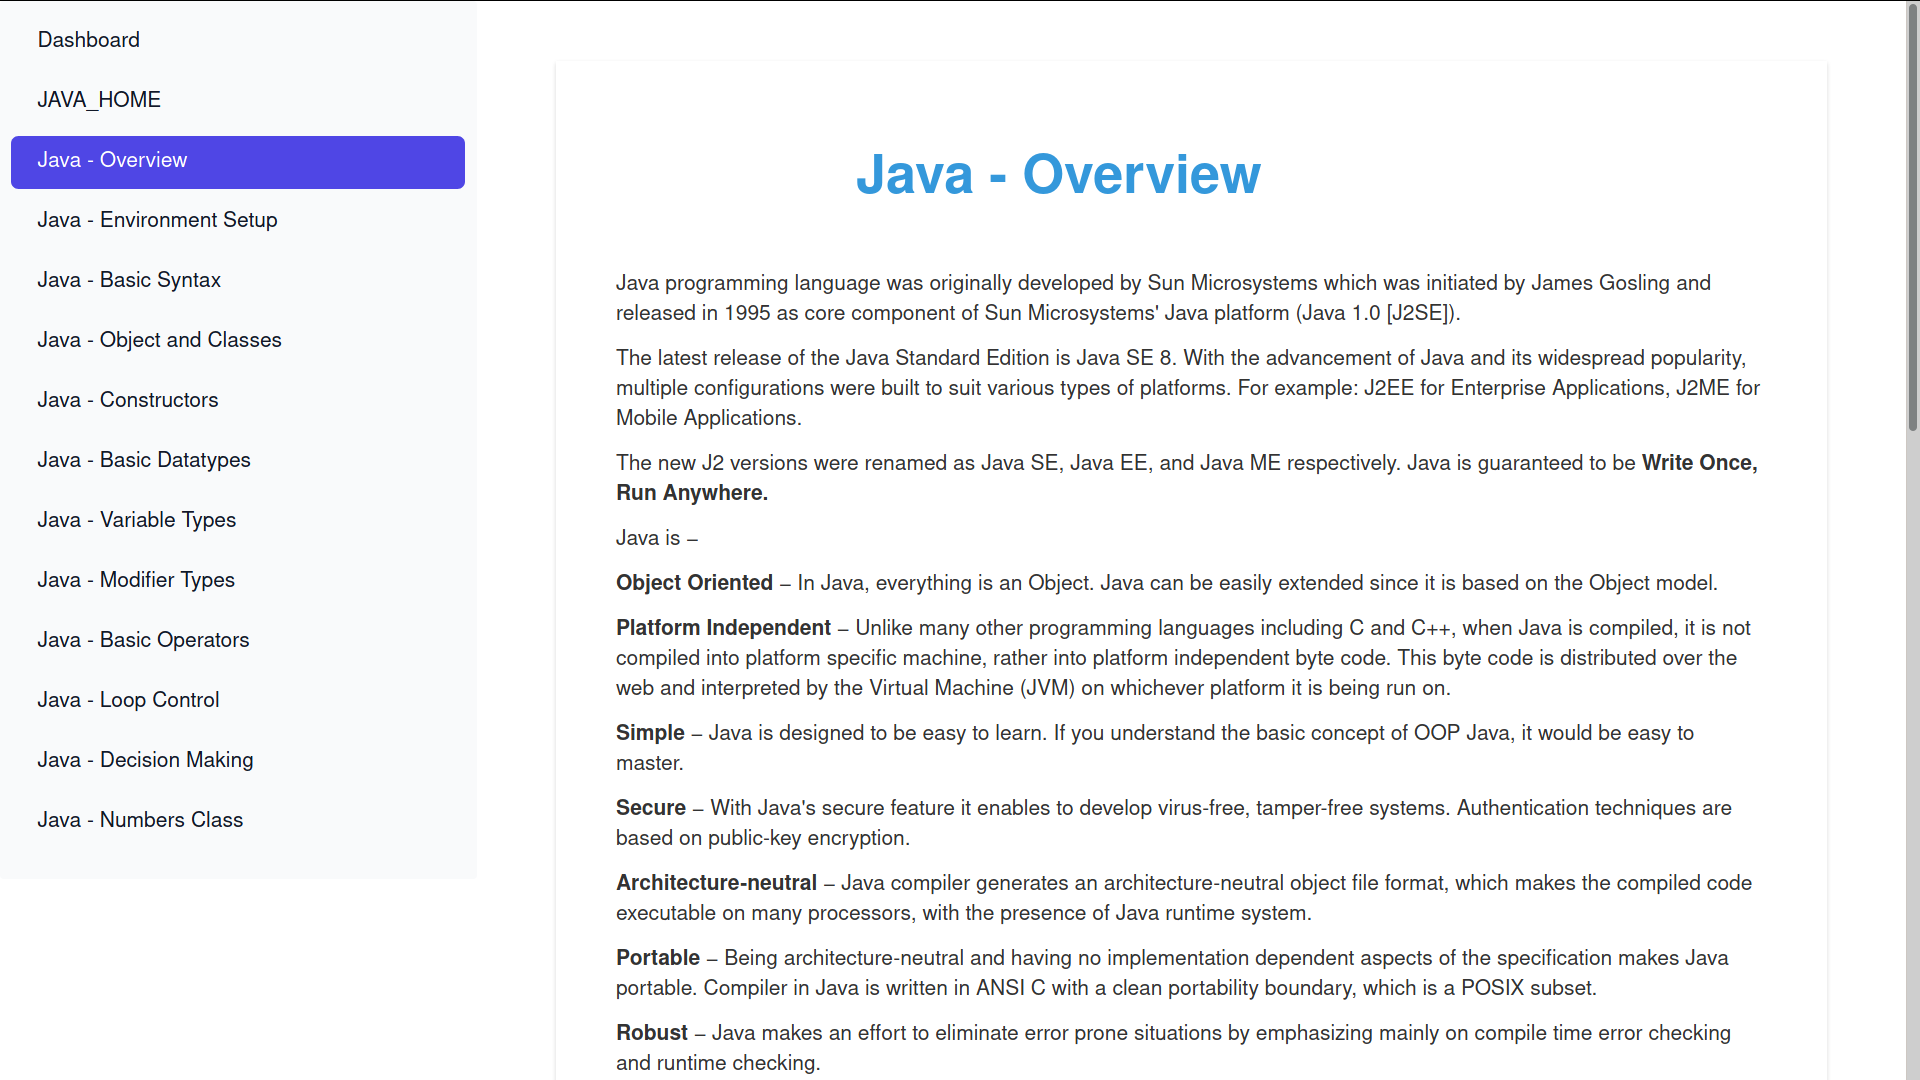 Dashboard
JAVA_HOME
Java - Overview
Java - Environment Setup
Java - Basic Syntax
Java - Object and Classes
Java - Constructors
Java - Basic Datatypes
Java - Variable Types
Java - Modifier Types
Java - Basic Operators
Java - Loop Control
Java - Decision Making
Java - Numbers Class
Java - Overview
Java programming language was originally developed by Sun Microsystems which was initiated by James Gosling and
released in 1995 as core component of Sun Microsystems' Java platform (Java 1.0 [J2SE]).
The latest release of the Java Standard Edition is Java SE 8. With the advancement of Java and its widespread popularity,
multiple configurations were built to suit various types of platforms. For example: J2EE for Enterprise Applications, J2ME for
Mobile Applications.
The new J2 versions were renamed as Java SE, Java EE, and Java ME respectively. Java is guaranteed to be Write Once,
Run Anywhere.
Java is –
Object Oriented – In Java, everything is an Object. Java can be easily extended since it is based on the Object model.
Platform Independent – Unlike many other programming languages including C and C++, when Java is compiled, it is not
compiled into platform specific machine, rather into platform independent byte code. This byte code is distributed over the
web and interpreted by the Virtual Machine (JVM) on whichever platform it is being run on.
Simple – Java is designed to be easy to learn. If you understand the basic concept of OOP Java, it would be easy to
master.
Secure – With Java's secure feature it enables to develop virus-free, tamper-free systems. Authentication techniques are
based on public-key encryption.
Architecture-neutral – Java compiler generates an architecture-neutral object file format, which makes the compiled code
executable on many processors, with the presence of Java runtime system.
Portable – Being architecture-neutral and having no implementation dependent aspects of the specification makes Java
portable. Compiler in Java is written in ANSI C with a clean portability boundary, which is a POSIX subset.
Robust – Java makes an effort to eliminate error prone situations by emphasizing mainly on compile time error checking
and runtime checking.